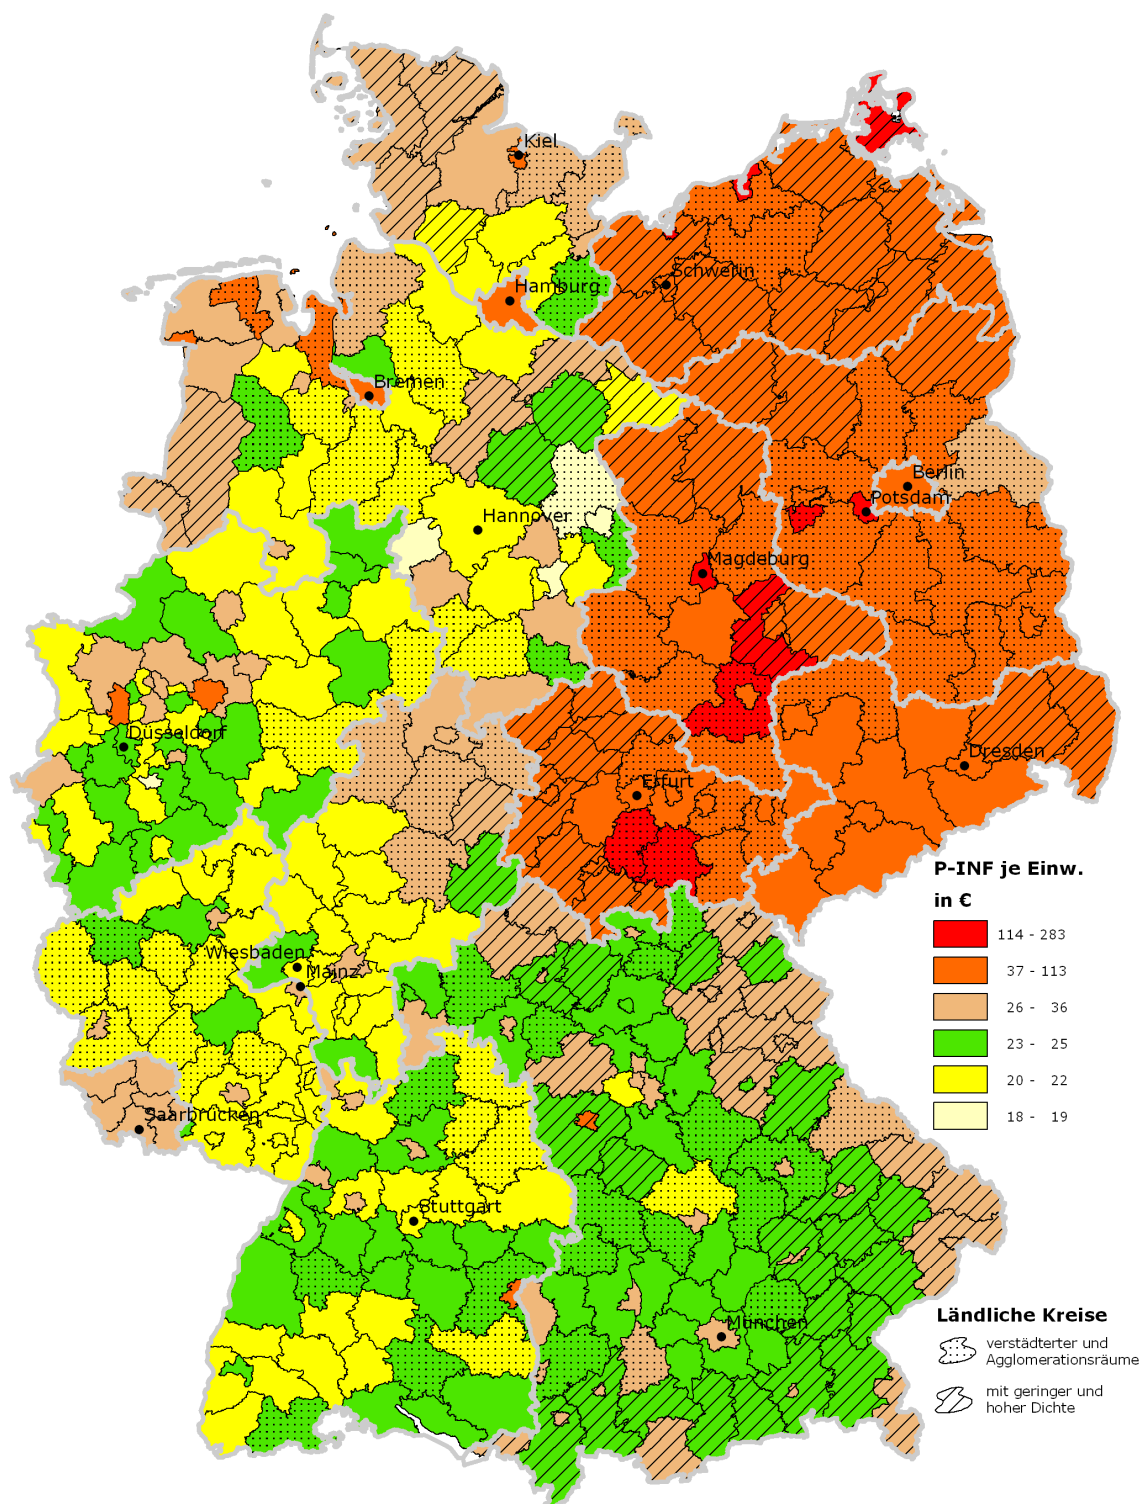 Kiel
Schwerin
Hamburg
Bremen
Berlin
Potsdam
Hannover
Magdeburg
Düsseldorf
Dresden
Erfurt
P-INF je Einw.
in €
114 - 283
37 - 113
26 - 36
23 - 25
20 - 22
18 - 19
Wiesbaden
Mainz
Saarbrücken
Stuttgart
München
Ländliche Kreise
verstädterter und
Agglomerationsräume
mit geringer und
hoher Dichte